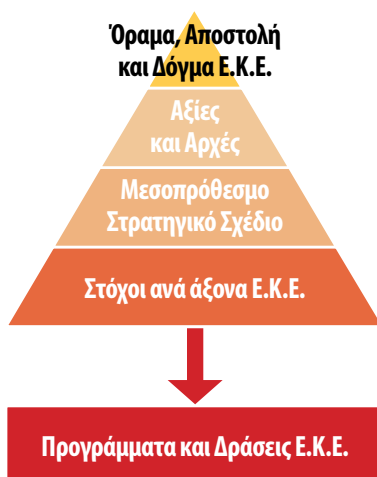 Όραμα, Αποστολή
και Δόγμα Ε.Κ.Ε.
Αξίες
και Αρχές
Μεσοπρόθεσμο
Στρατηγικό Σχέδιο
Στόχοι ανά άξονα Ε.Κ.Ε.
Προγράμματα και Δράσεις Ε.Κ.Ε.